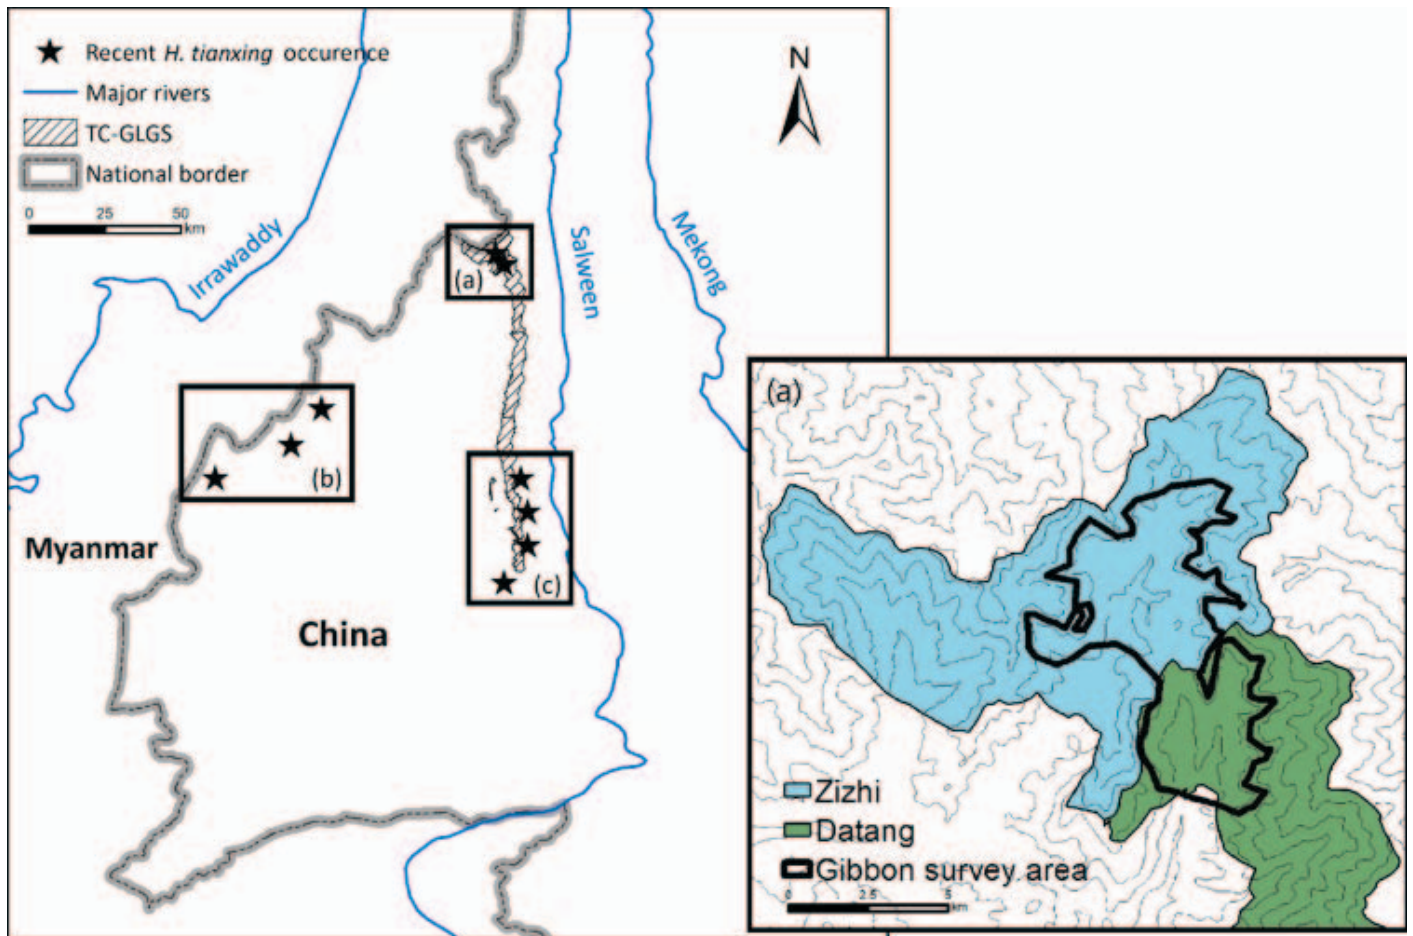 Recent H. tianxing occurence
Major rivers
TC-GLGS
National border
0 25 50
km
N
Irrawaddy
Salween
Mekong
(a)
(b)
(c)
Myanmar
China
(a)
Zizhi
Datang
Gibbon survey area
0 2.5 5
km